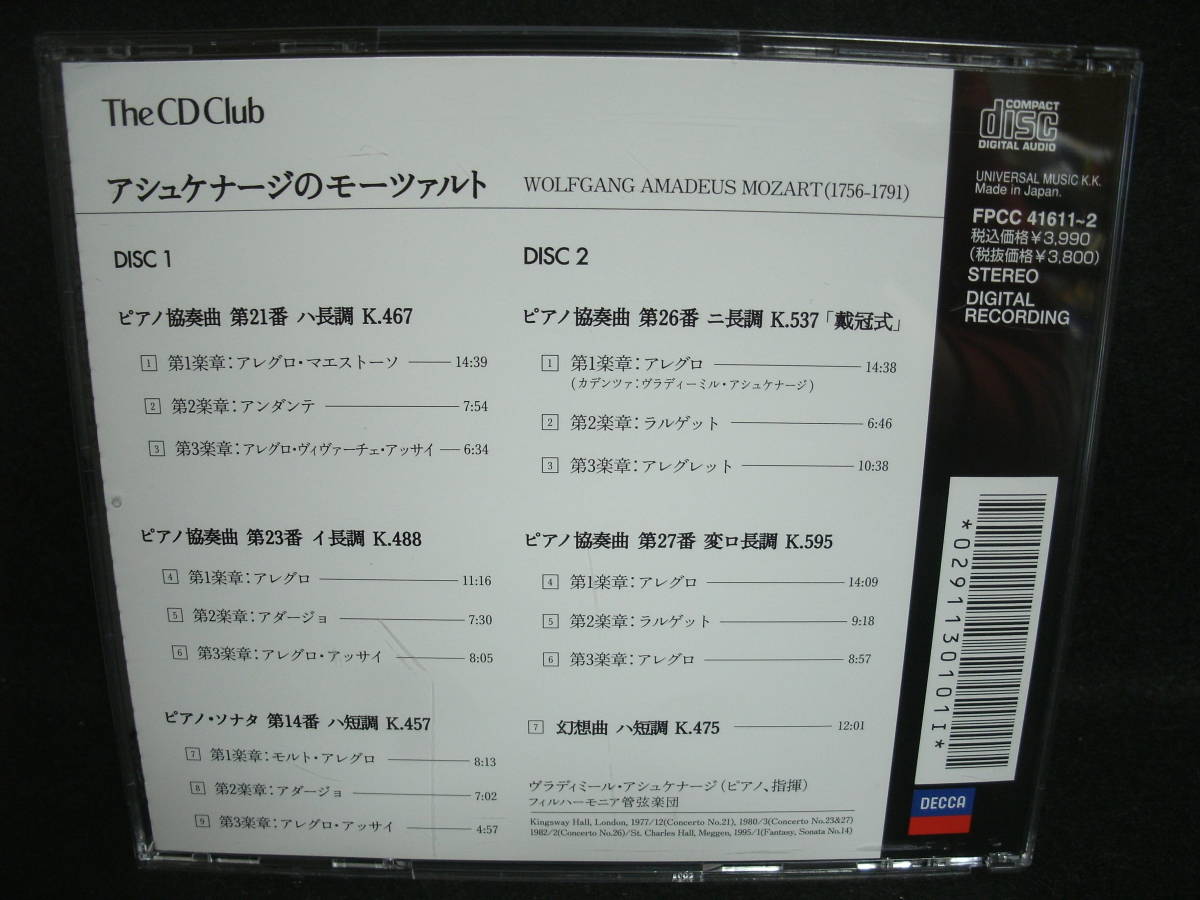 The CD Club
アシュケナージのモーツァルト WOLFGANG AMADEUS MOZART(1756-1791)
DISC 1
ピアノ協奏曲 第21番 ハ長調 K.467
1 第1楽章:アレグロ・マエストーソ 14:39
2 第2楽章:アンダンテ 7:54
3 第3楽章:アレグロ・ヴィヴァーチェ・アッサイ 6:34
ピアノ協奏曲 第23番 イ長調 K.488
4 第1楽章:アレグロ 11:16
5 第2楽章:アダージョ 7:30
6 第3楽章:アレグロ・アッサイ 8:05
ピアノ・ソナタ 第14番 ハ短調 K.457
7 第1楽章:モルト・アレグロ 8:13
8 第2楽章:アダージョ 7:02
9 第3楽章:アレグロ・アッサイ 4:57
DISC 2
ピアノ協奏曲 第26番 ニ長調 K.537「戴冠式」
1 第1楽章:アレグロ 14:38
(カデンツァ:ヴラディーミル・アシュケナージ)
2 第2楽章:ラルゲット 6:46
3 第3楽章:アレグレット 10:38
ピアノ協奏曲 第27番 変ロ長調 K.595
4 第1楽章:アレグロ 14:09
5 第2楽章:ラルゲット 9:18
6 第3楽章:アレグロ 8:57
7 幻想曲 ハ短調 K.475 12:01
ヴラディーミル・アシュケナージ(ピアノ、指揮)
フィルハーモニア管弦楽団
Kingsway Hall, London, 1977/12(Concerto No.21), 1980/3(Concerto No.23&27)
1982/2(Concerto No.26)/St. Charles Hall, Meggen, 1995/1(Fantasy, Sonata No.14)
COMPACT
disc
DIGITAL AUDIO
UNIVERSAL MUSIC K.K.
Made in Japan.
FPCC 41611~2
税込価格¥3,990
(税抜価格¥3,800)
STEREO
DIGITAL
RECORDING
*0291130101I*
DECCA